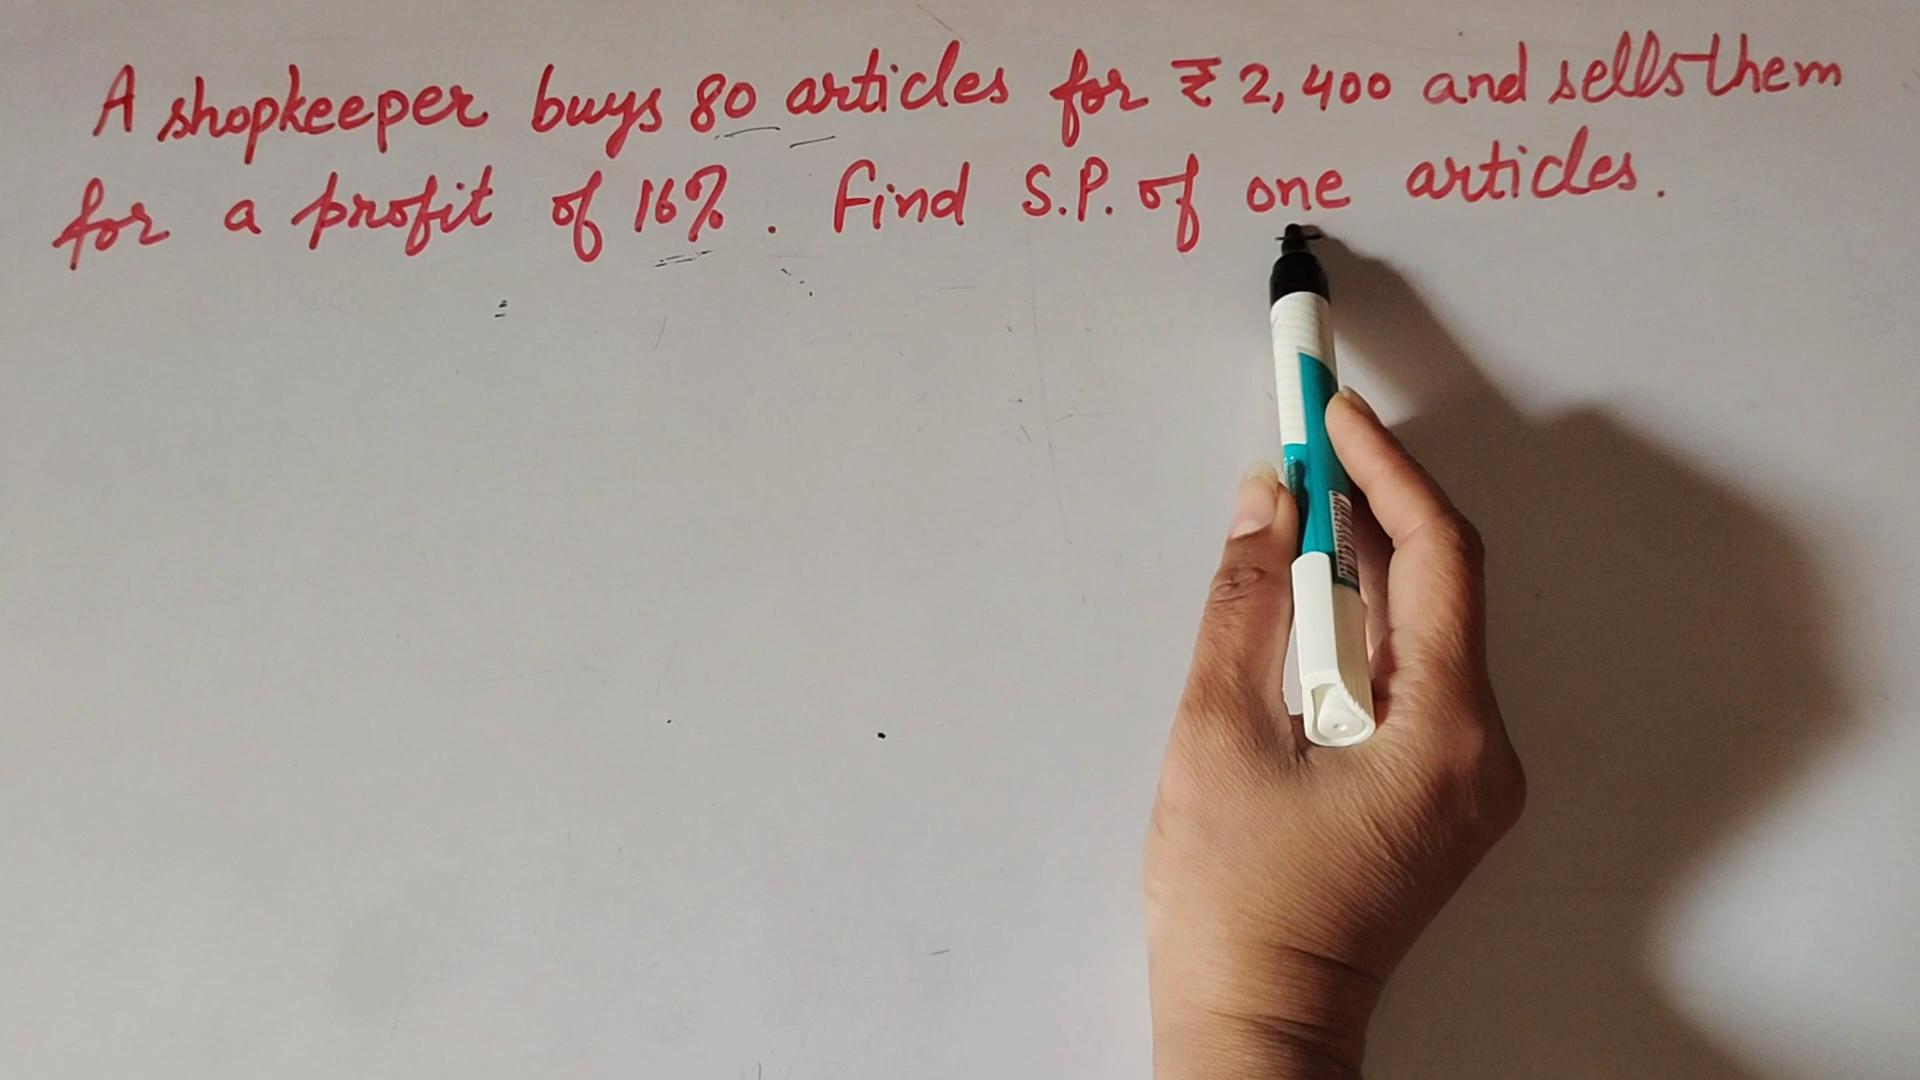 A shopkeeper buys 80 articles for ₹ 2,400 and sells them
for a profit of 16%. Find S.P. of one articles.